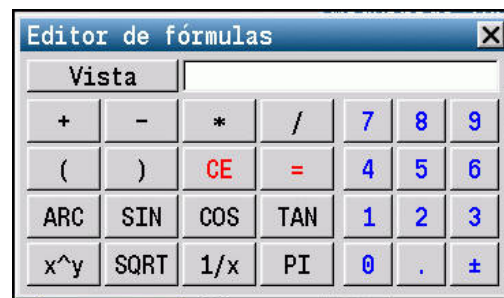 Editor de fórmulas
Vista
+ - * / 7 8 9
( ) CE = 4 5 6
ARC SIN COS TAN 1 2 3
x^y SQRT 1/x PI 0 . ±